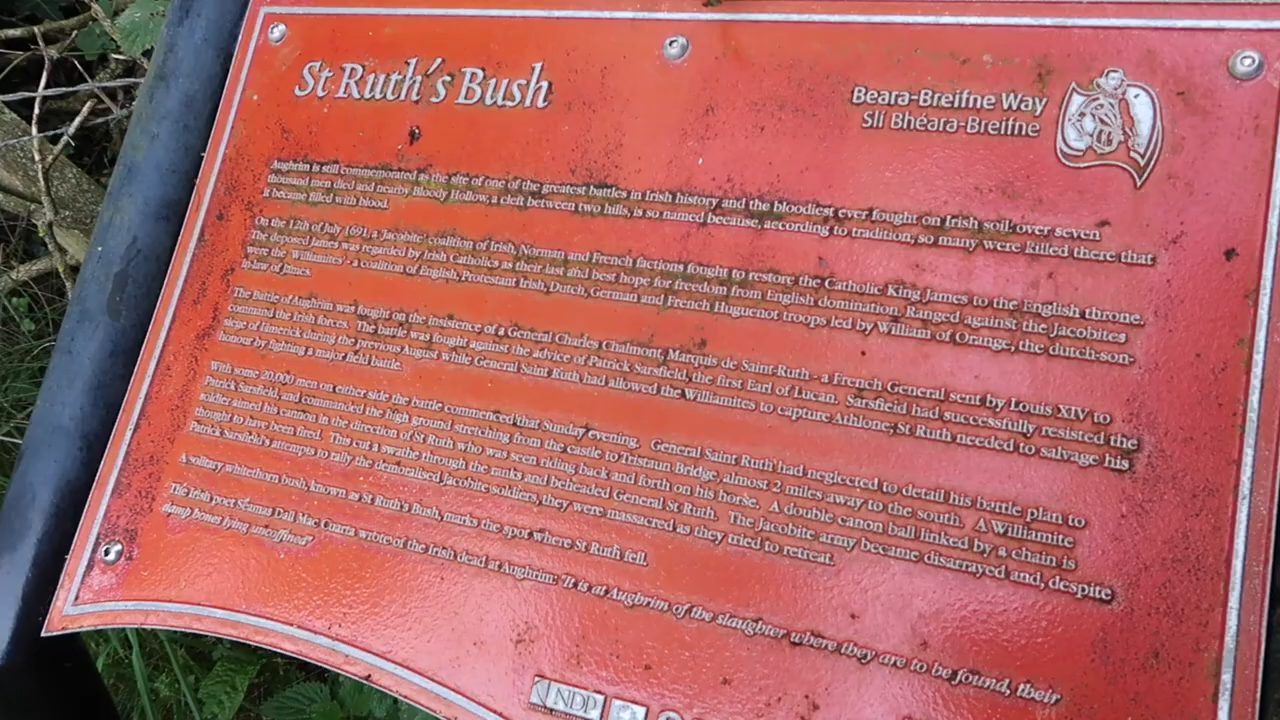 St Ruth's Bush
Beara-Breifne Way
Slí Bhéara-Breifne
Aughrim is still commemorated as the site of one of the greatest battles in Irish history and the bloodiest ever fought on Irish soil: over seven
thousand men died and nearby Bloody Hollow, a cleft between two hills, is so named because, according to tradition, so many were killed there that
it became filled with blood.
On the 12th of July 1691, a 'Jacobite' coalition of Irish, Norman and French factions fought to restore the Catholic King James to the English throne.
The deposed James was regarded by Irish Catholics as their last and best hope for freedom from English domination. Ranged against the Jacobites
were the 'Williamites' - a coalition of English, Protestant Irish, Dutch, German and French Huguenot troops led by William of Orange, the dutch-son-
in-law of James.
The Battle of Aughrim was fought on the insistence of a General Charles Chalmont, Marquis de Saint-Ruth - a French General sent by Louis XIV to
command the Irish forces. The battle was fought against the advice of Patrick Sarsfield, the first Earl of Lucan. Sarsfield had successfully resisted the
siege of Limerick during the previous August while General Saint Ruth had allowed the Williamites to capture Athlone; St Ruth needed to salvage his
honour by fighting a major field battle.
With some 20,000 men on either side the battle commenced that Sunday evening. General Saint Ruth had neglected to detail his battle plan to
Patrick Sarsfield, and commanded the high ground stretching from the castle to Tristaun Bridge, almost 2 miles away to the south. A Williamite
soldier aimed his cannon in the direction of St Ruth who was seen riding back and forth on his horse. A double canon ball linked by a chain is
thought to have been fired. This cut a swathe through the ranks and beheaded General St Ruth. The Jacobite army became disarrayed and, despite
Patrick Sarsfield's attempts to rally the demoralised Jacobite soldiers, they were massacred as they tried to retreat.
A solitary whitethorn bush, known as St Ruth's Bush, marks the spot where St Ruth fell.
The Irish poet Séamas Dall Mac Cuarta wrote of the Irish dead at Aughrim: "It is at Aughrim of the slaughter where they are to be found, their
damp bones lying uncoffined"
NDP